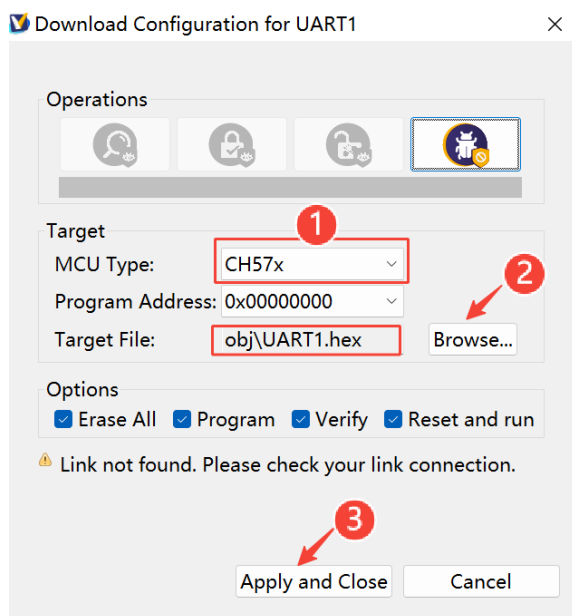 Download Configuration for UART1
Operations
1
Target
MCU Type: CH57x
2
Program Address: 0x00000000
Target File: obj\UART1.hex Browse...
Options
Erase All Program Verify Reset and run
Link not found. Please check your link connection.
3
Apply and Close Cancel